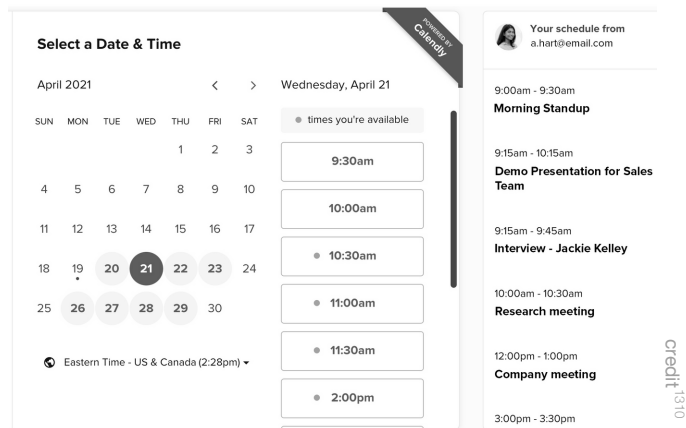 Select a Date & Time
POWERED BY
Calendly
April 2021
SUN MON TUE WED THU FRI SAT
1 2 3
4 5 6 7 8 9 10
11 12 13 14 15 16 17
18 19 20 21 22 23 24
25 26 27 28 29 30
Eastern Time - US & Canada (2:28pm)
Wednesday, April 21
times you're available
9:30am
10:00am
10:30am
11:00am
11:30am
2:00pm
Your schedule from
a.hart@email.com
9:00am - 9:30am
Morning Standup
9:15am - 10:15am
Demo Presentation for Sales
Team
9:15am - 9:45am
Interview - Jackie Kelley
10:00am - 10:30am
Research meeting
12:00pm - 1:00pm
Company meeting
3:00pm - 3:30pm
credit1310